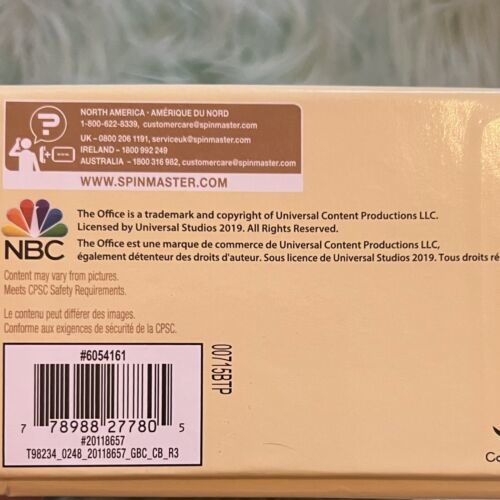 ?
NORTH AMERICA · AMÉRIQUE DU NORD
1-800-622-8339, customercare@spinmaster.com
UK – 0800 206 1191, serviceuk@spinmaster.com
IRELAND – 1800 992 249
AUSTRALIA – 1800 316 982, customercare@spinmaster.com
WWW.SPINMASTER.COM
NBC
The Office is a trademark and copyright of Universal Content Productions LLC.
Licensed by Universal Studios 2019. All Rights Reserved.
The Office est une marque de commerce de Universal Content Productions LLC,
également détenteur des droits d'auteur. Sous licence de Universal Studios 2019. Tous droits ré
Content may vary from pictures.
Meets CPSC Safety Requirements.
Le contenu peut différer des images.
Conforme aux exigences de sécurité de la CPSC.
#6054161
7 78988 27780 5
#20118657
T98234_0248_20118657_GBC_CB_R3
00715BTP